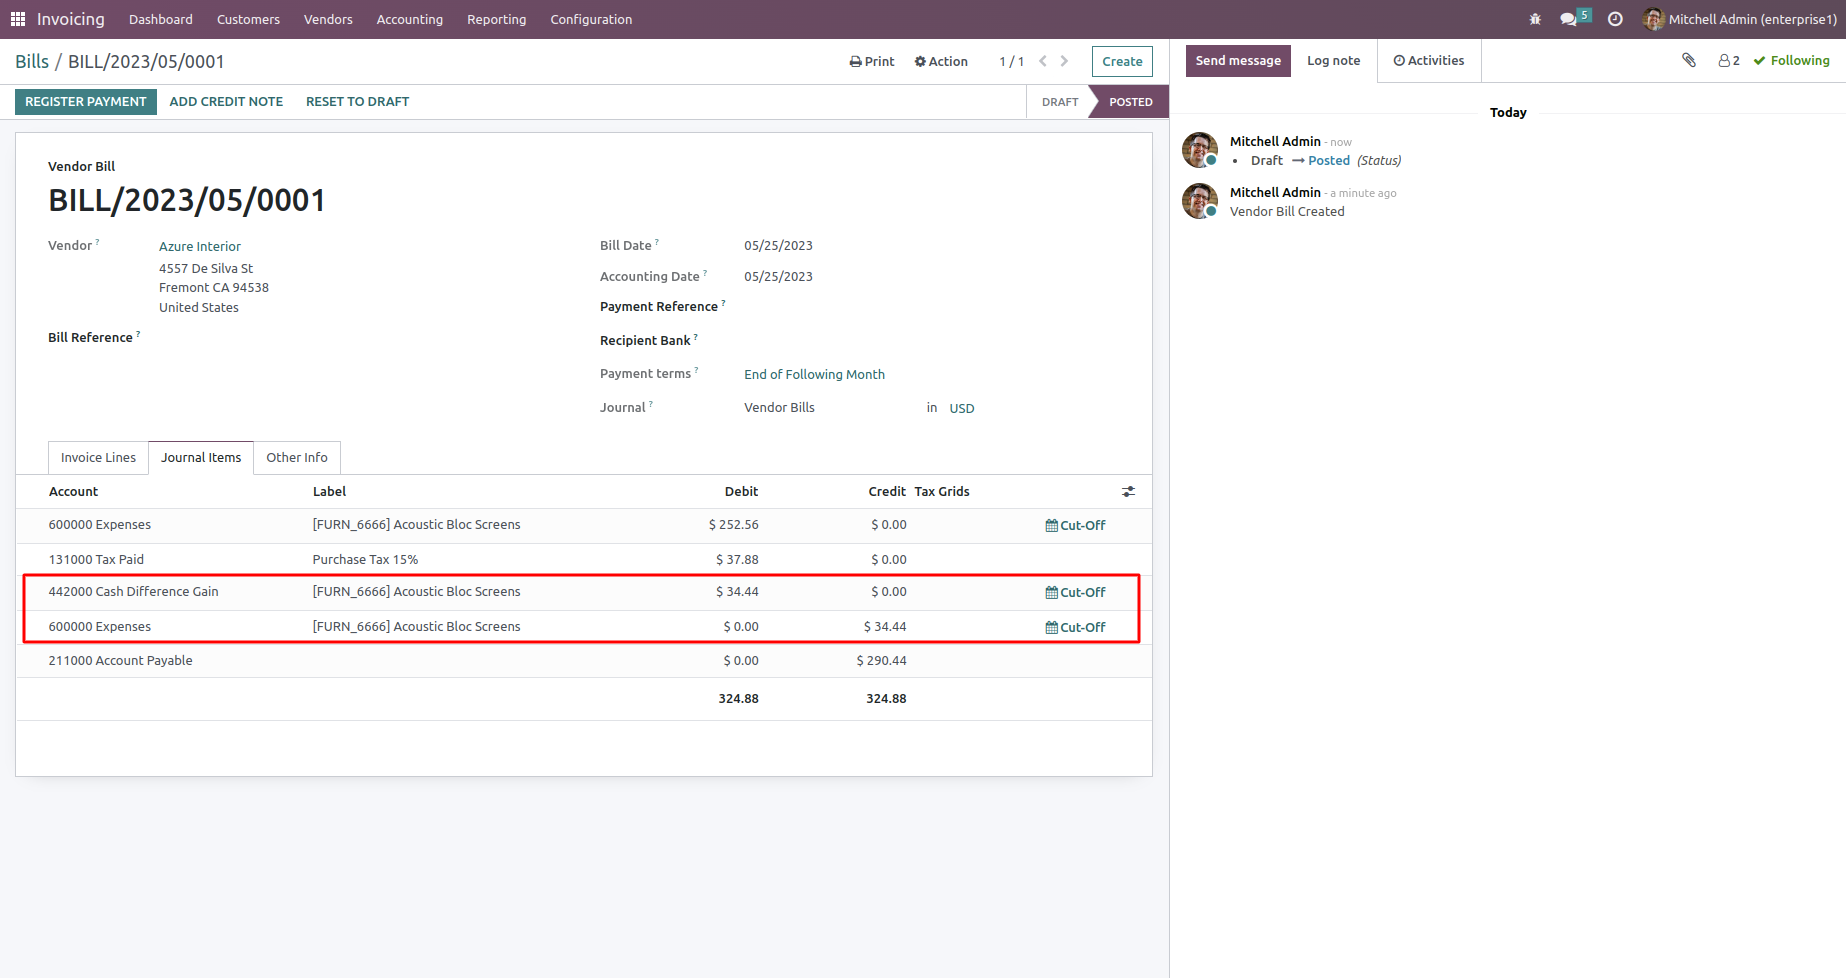 Invoicing Dashboard Customers Vendors Accounting Reporting Configuration 5 Mitchell Admin (enterprise1)
Bills / BILL/2023/05/0001 Print Action 1 / 1 Create
Send message Log note Activities 2 Following
REGISTER PAYMENT ADD CREDIT NOTE RESET TO DRAFT DRAFT POSTED
Today
Mitchell Admin - now
• Draft → Posted (Status)
Mitchell Admin - a minute ago
Vendor Bill Created
Vendor Bill
BILL/2023/05/0001
Vendor ? Azure Interior
4557 De Silva St
Fremont CA 94538
United States
Bill Reference ?
Bill Date ? 05/25/2023
Accounting Date ? 05/25/2023
Payment Reference ?
Recipient Bank ?
Payment terms ? End of Following Month
Journal ? Vendor Bills in USD
Invoice Lines Journal Items Other Info
Account Label Debit Credit Tax Grids
600000 Expenses [FURN_6666] Acoustic Bloc Screens $ 252.56 $ 0.00 Cut-Off
131000 Tax Paid Purchase Tax 15% $ 37.88 $ 0.00
442000 Cash Difference Gain [FURN_6666] Acoustic Bloc Screens $ 34.44 $ 0.00 Cut-Off
600000 Expenses [FURN_6666] Acoustic Bloc Screens $ 0.00 $ 34.44 Cut-Off
211000 Account Payable $ 0.00 $ 290.44
324.88 324.88